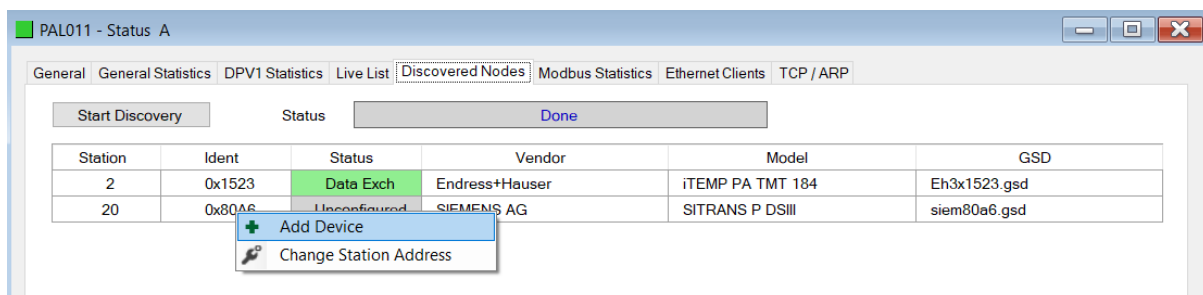 PAL011 - Status A
General General Statistics DPV1 Statistics Live List Discovered Nodes Modbus Statistics Ethernet Clients TCP / ARP
Start Discovery Status Done
Station Ident Status Vendor Model GSD
2 0x1523 Data Exch Endress+Hauser iTEMP PA TMT 184 Eh3x1523.gsd
20 0x80A6 Unconfigured SIEMENS AG SITRANS P DSIII siem80a6.gsd
Add Device
Change Station Address